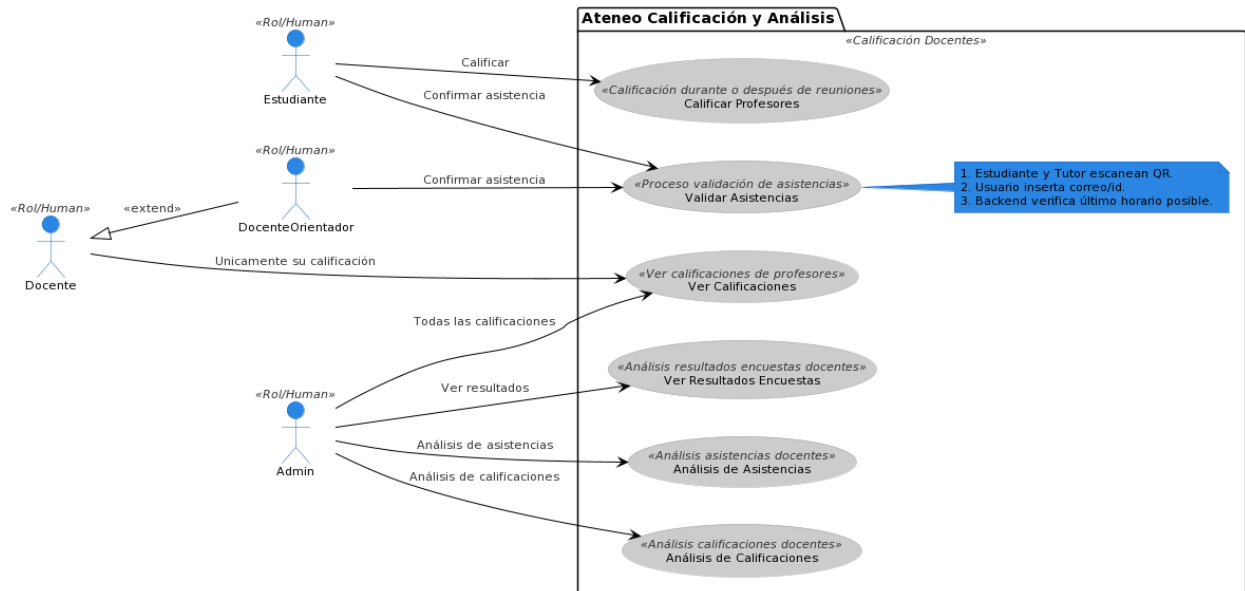 Ateneo Calificación y Análisis
«Calificación Docentes»
«Rol/Human»
Estudiante
Calificar
Confirmar asistencia
«Calificación durante o después de reuniones»
Calificar Profesores
«Rol/Human»
DocenteOrientador
Confirmar asistencia
«Proceso validación de asistencias»
Validar Asistencias
1. Estudiante y Tutor escanean QR.
2. Usuario inserta correo/id.
3. Backend verifica último horario posible.
«Rol/Human»
Docente
«extend»
Unicamente su calificación
«Ver calificaciones de profesores»
Ver Calificaciones
Todas las calificaciones
«Rol/Human»
Admin
Ver resultados
«Análisis resultados encuestas docentes»
Ver Resultados Encuestas
Análisis de asistencias
«Análisis asistencias docentes»
Análisis de Asistencias
Análisis de calificaciones
«Análisis calificaciones docentes»
Análisis de Calificaciones